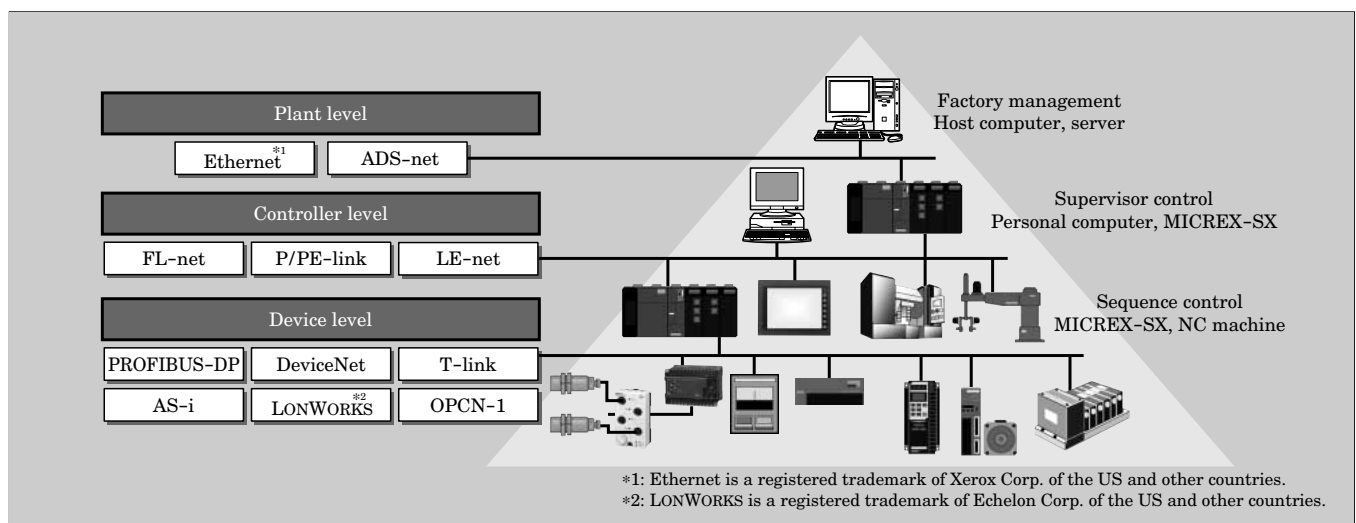 Plant level
Ethernet*1
ADS-net
Controller level
FL-net
P/PE-link
LE-net
Device level
PROFIBUS-DP
DeviceNet
T-link
AS-i
LONWORKS*2
OPCN-1
Factory management
Host computer, server
Supervisor control
Personal computer, MICREX-SX
Sequence control
MICREX-SX, NC machine
*1: Ethernet is a registered trademark of Xerox Corp. of the US and other countries.
*2: LONWORKS is a registered trademark of Echelon Corp. of the US and other countries.